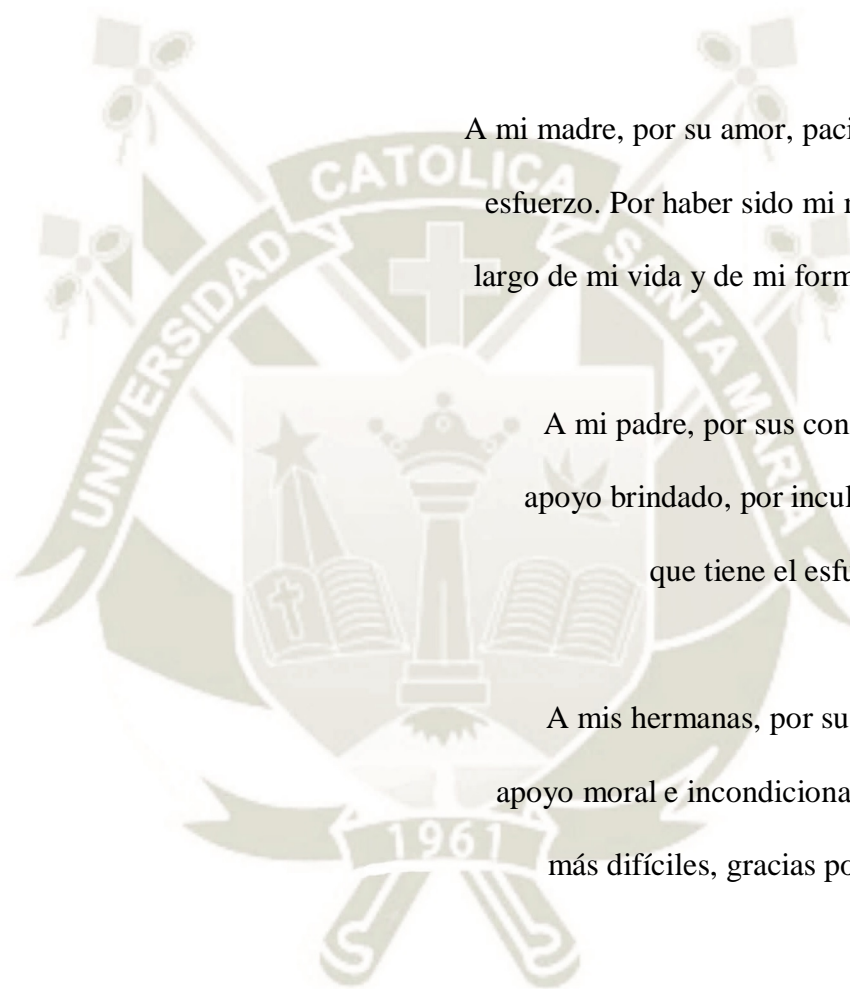 A mi madre, por su amor, paci
esfuerzo. Por haber sido mi
largo de mi vida y de mi form
A mi padre, por sus con
apoyo brindado, por incul
que tiene el esfu
A mis hermanas, por su
apoyo moral e incondiciona
más difíciles, gracias po
UNIVERSIDAD CATOLICA SANTA MARIA
1961